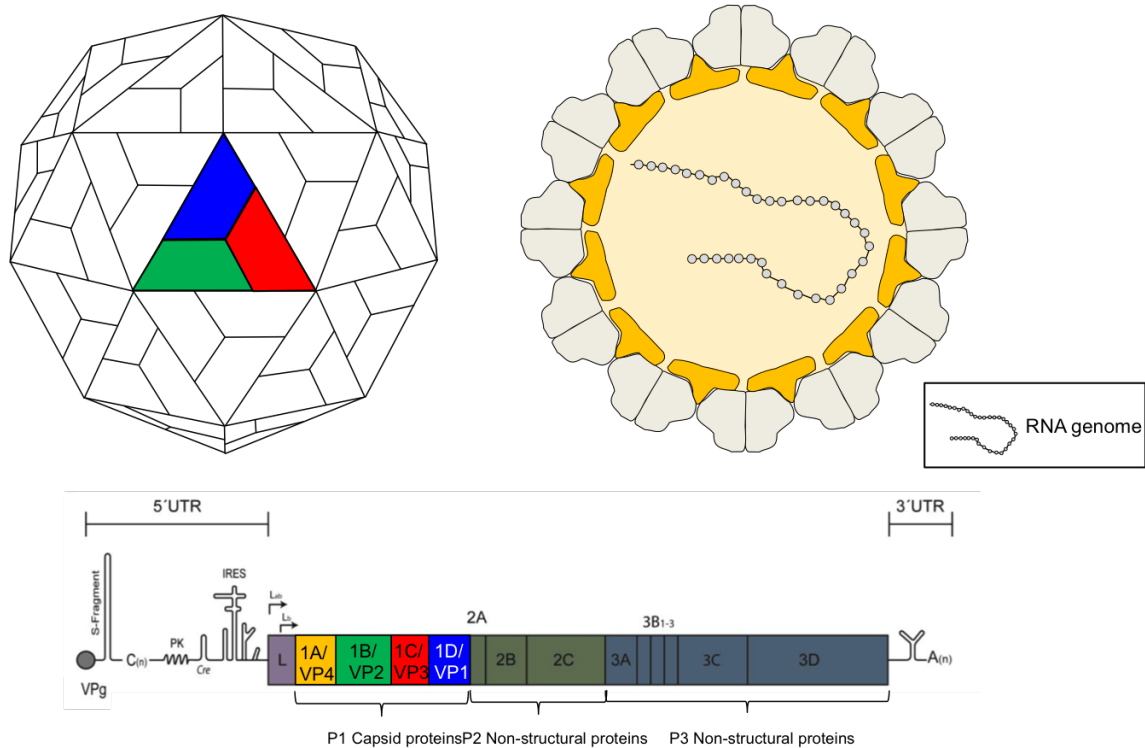 RNA genome
5´UTR
3´UTR
S-Fragment
IRES
Lab
Lb
2A
3B1-3
PK
C(n)
Cre
VPg
L
1A/
VP4
1B/
VP2
1C/
VP3
1D/
VP1
2B
2C
3A
3C
3D
A(n)
P1 Capsid proteinsP2 Non-structural proteins P3 Non-structural proteins